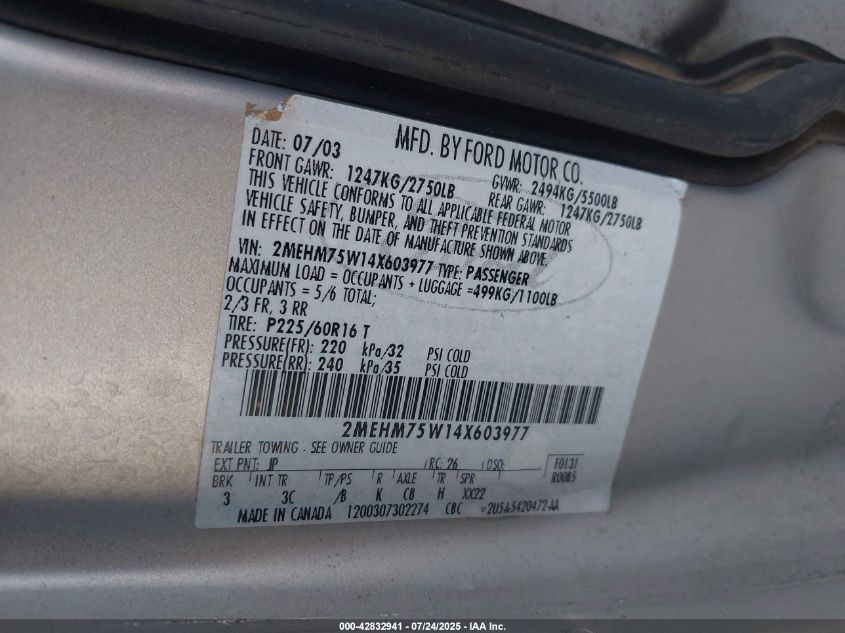 MFD. BY FORD MOTOR CO.
DATE: 07/03 GVWR: 2494KG/5500LB
FRONT GAWR: 1247KG/2750LB REAR GAWR: 1247KG/2750LB
THIS VEHICLE CONFORMS TO ALL APPLICABLE FEDERAL MOTOR
VEHICLE SAFETY, BUMPER, AND THEFT PREVENTION STANDARDS
IN EFFECT ON THE DATE OF MANUFACTURE SHOWN ABOVE.
VIN: 2MEHM75W14X603977 TYPE: PASSENGER
MAXIMUM LOAD = OCCUPANTS + LUGGAGE =499KG/1100LB
OCCUPANTS = 5/6 TOTAL;
2/3 FR, 3 RR
TIRE: P225/60R16 T
PRESSURE(FR): 220 kPa/32 PSI COLD
PRESSURE(RR): 240 kPa/35 PSI COLD
2MEHM75W14X603977
TRAILER TOWING - SEE OWNER GUIDE
EXT PNT: JP RC: 26 DSO: F0131
BRK INT TR TP/PS R AXLE TR SPR R0085
3 3C /B K C8 H XX22
MADE IN CANADA 1200307302274 CBC 2U5A-5420472-AA
000-42832941 - 07/24/2025 - IAA Inc.